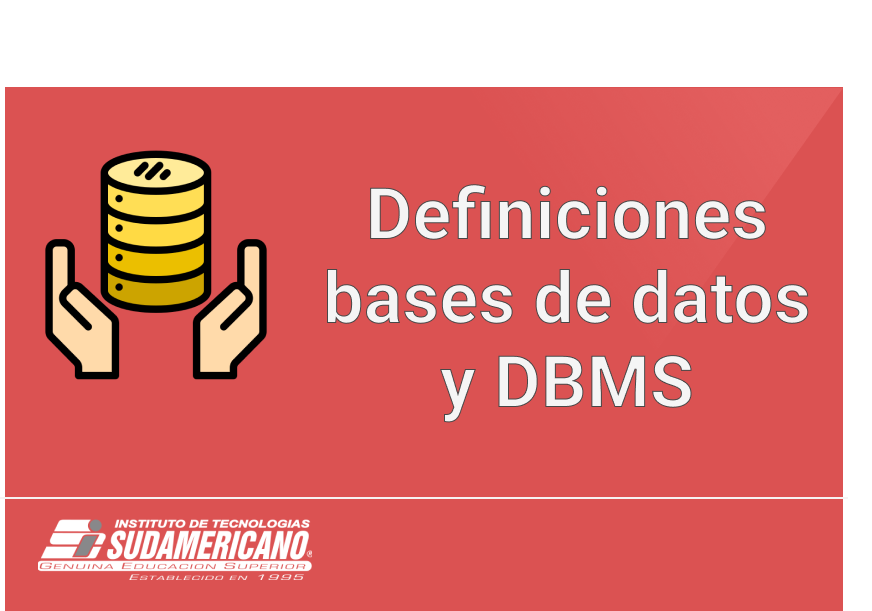 Definiciones
bases de datos
y DBMS
INSTITUTO DE TECNOLOGIAS
SUDAMERICANO®
GENUINA EDUCACION SUPERIOR
ESTABLECIDO EN 1995